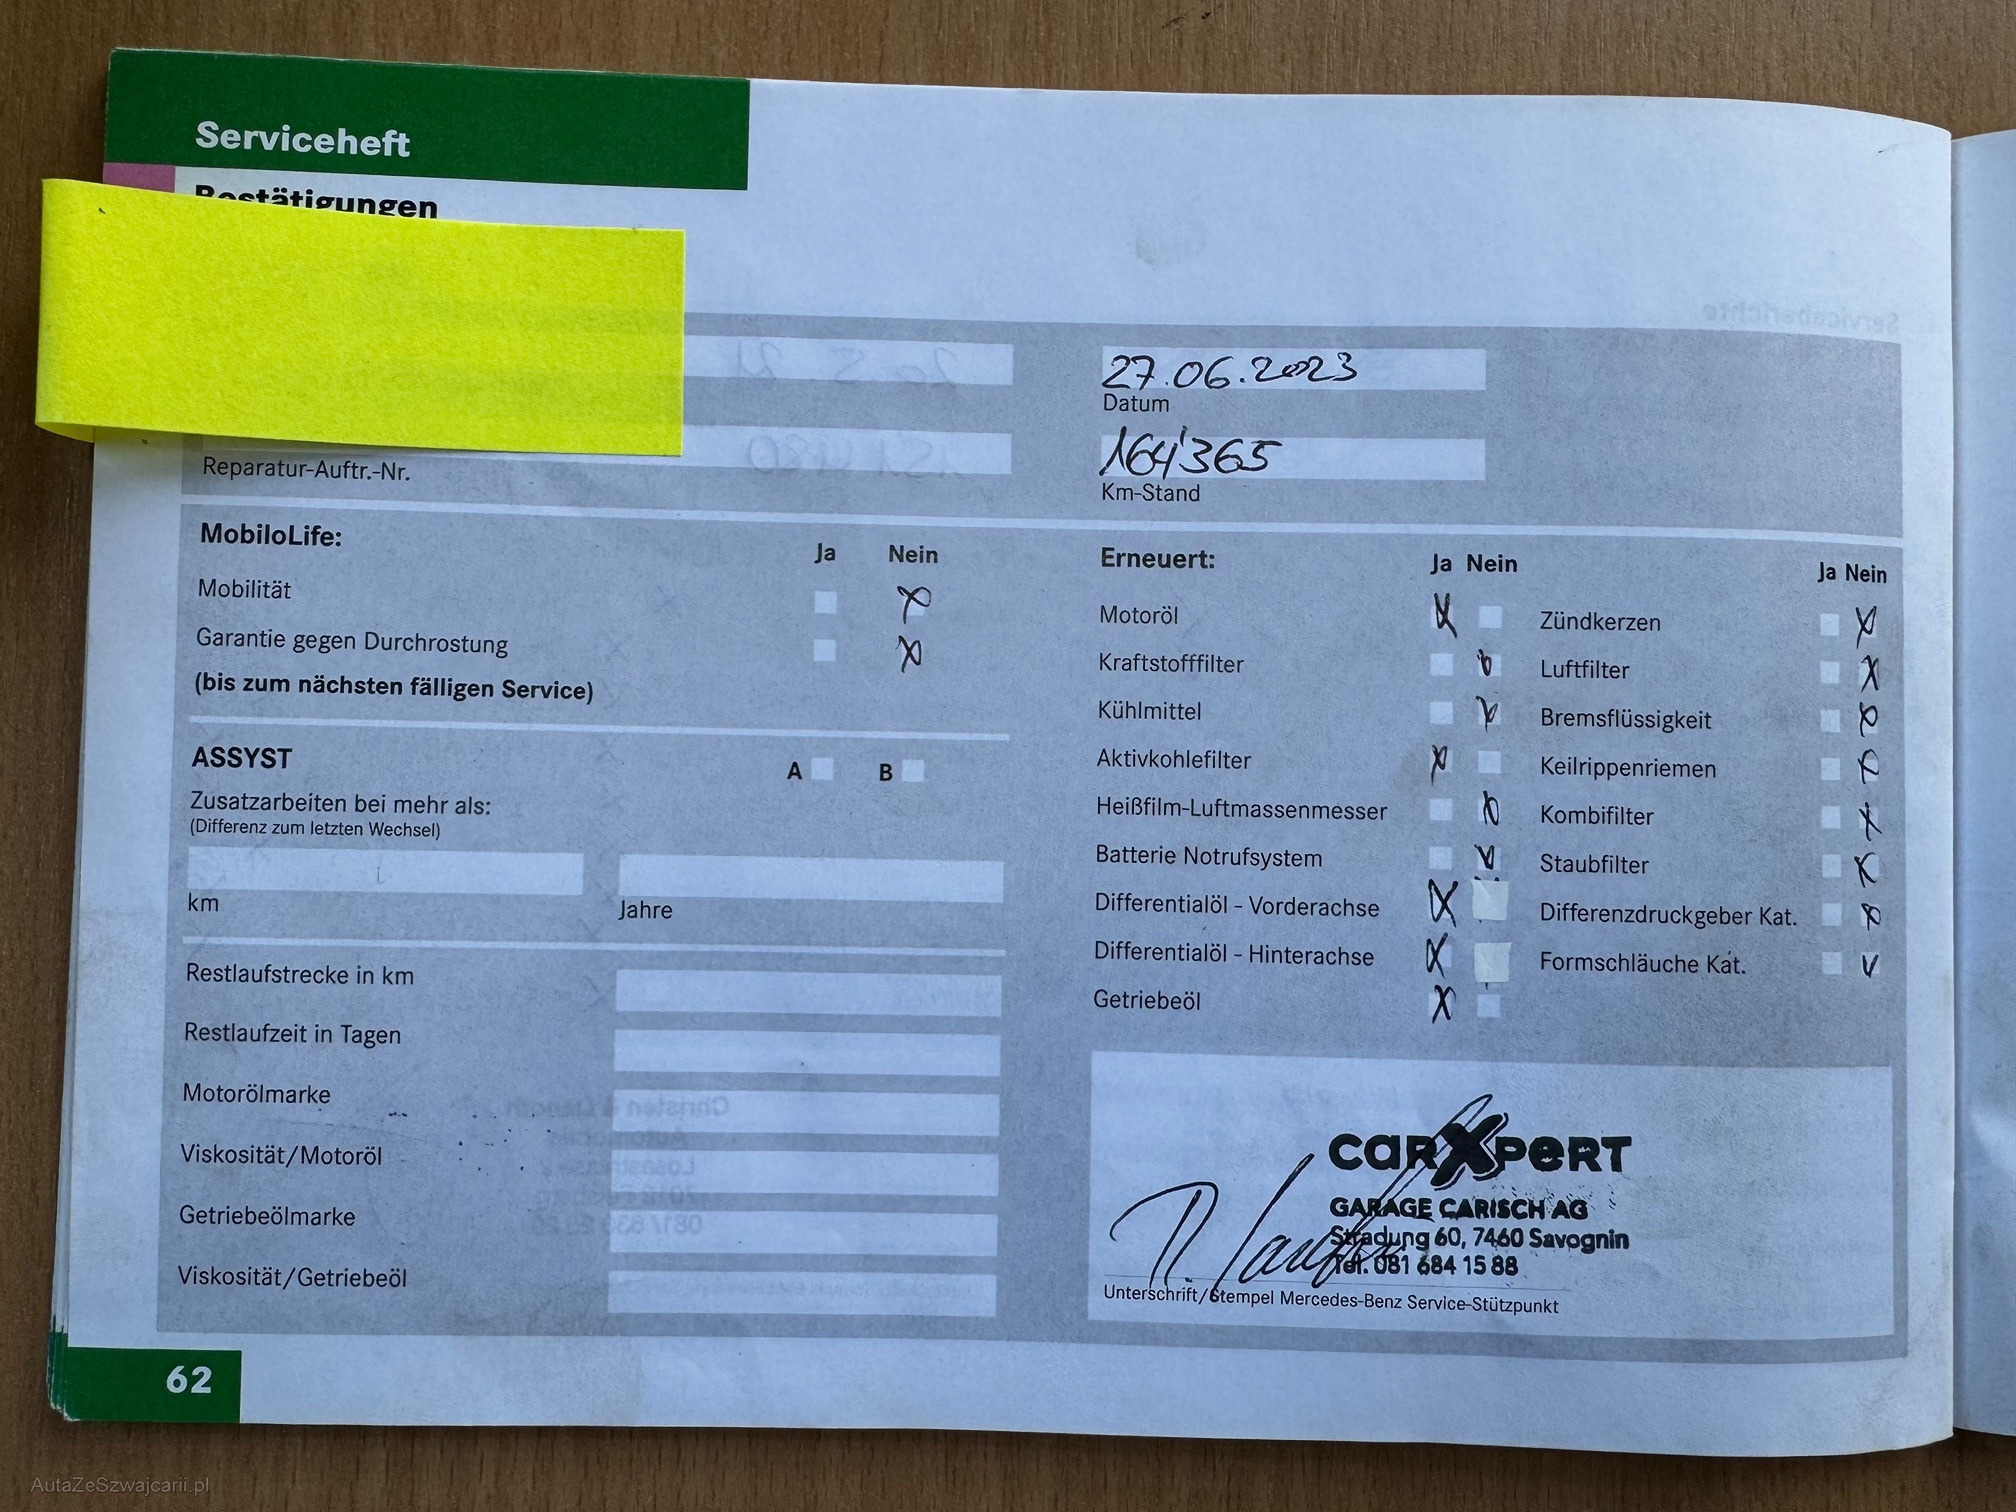 Serviceheft
Bestätigungen
27.06.2023
Datum
164'365
Reparatur-Auftr.-Nr.
Km-Stand
MobiloLife:
Ja Nein
Mobilität
Garantie gegen Durchrostung
(bis zum nächsten fälligen Service)
ASSYST
A B
Zusatzarbeiten bei mehr als:
(Differenz zum letzten Wechsel)
km
Jahre
Restlaufstrecke in km
Restlaufzeit in Tagen
Motorölmarke
Viskosität/Motoröl
Getriebeölmarke
Viskosität/Getriebeöl
Erneuert:
Ja Nein
Motoröl
Kraftstofffilter
Kühlmittel
Aktivkohlefilter
Heißfilm-Luftmassenmesser
Batterie Notrufsystem
Differentialöl - Vorderachse
Differentialöl - Hinterachse
Getriebeöl
Ja Nein
Zündkerzen
Luftfilter
Bremsflüssigkeit
Keilrippenriemen
Kombifilter
Staubfilter
Differenzdruckgeber Kat.
Formschläuche Kat.
carXpert
GARAGE CARISCH AG
Stradung 60, 7460 Savognin
Tel. 081 684 15 88
Unterschrift/Stempel Mercedes-Benz Service-Stützpunkt
62
AutaZeSzwajcarii.pl